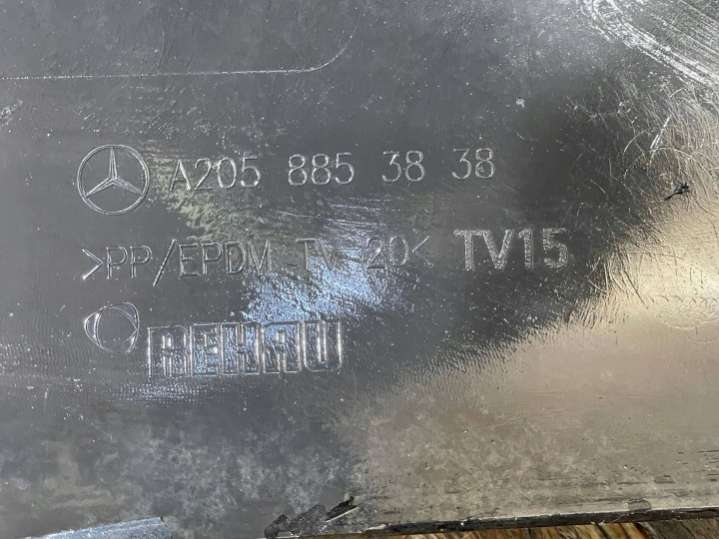 A205 885 38 38
>PP/EPDM-TV 20< TV15
REHAU